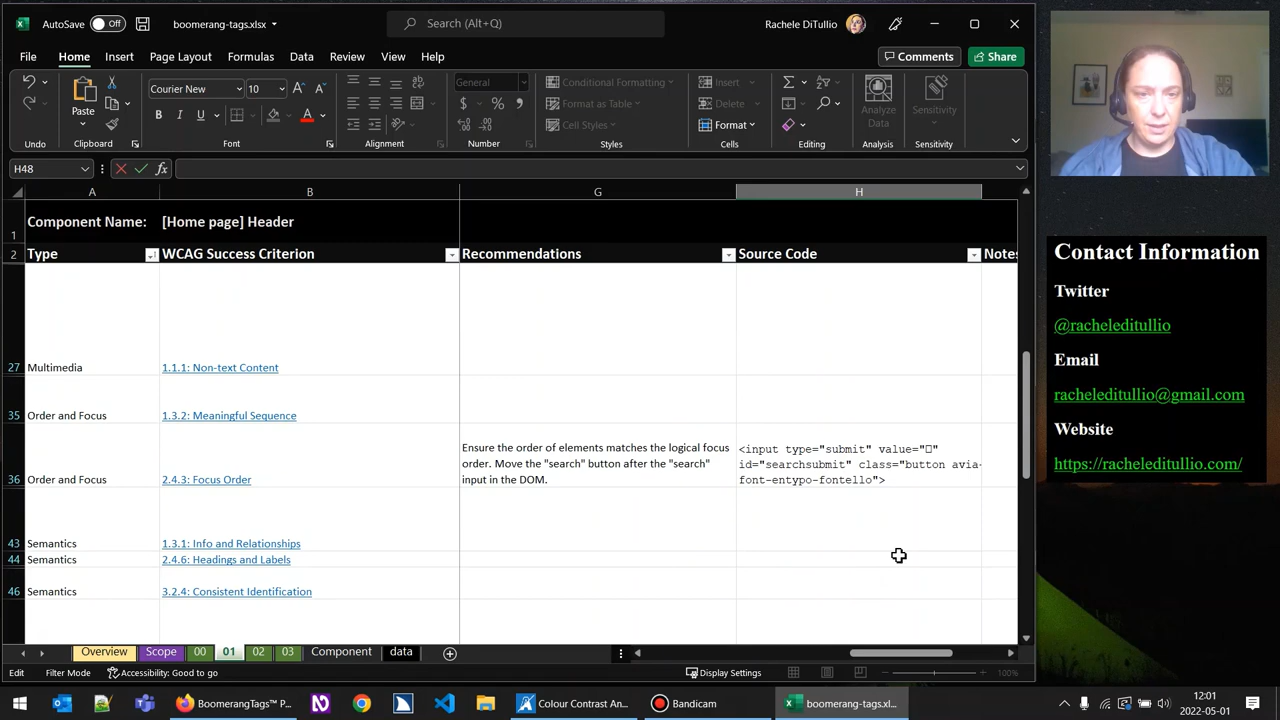 AutoSave Off boomerang-tags.xlsx Search (Alt+Q) Rachele DiTullio
File Home Insert Page Layout Formulas Data Review View Help Comments Share
Courier New 10 General Conditional Formatting Insert
Paste Format as Table Delete Analyze Data Sensitivity
B I U A $ % Cell Styles Format
Undo Clipboard Font Alignment Number Styles Cells Editing Analysis Sensitivity
H48 fx
A B G H
1 Component Name: [Home page] Header
2 Type WCAG Success Criterion Recommendations Source Code Notes
27 Multimedia 1.1.1: Non-text Content
35 Order and Focus 1.3.2: Meaningful Sequence
Ensure the order of elements matches the logical focus
order. Move the "search" button after the "search"
36 Order and Focus 2.4.3: Focus Order input in the DOM.
<input type="submit" value="▯"
id="searchsubmit" class="button avia-
font-entypo-fontello">
43 Semantics 1.3.1: Info and Relationships
44 Semantics 2.4.6: Headings and Labels
46 Semantics 3.2.4: Consistent Identification
Overview Scope 00 01 02 03 Component data
Edit Filter Mode Accessibility: Good to go Display Settings 100%
BoomerangTags™ P... Colour Contrast An... Bandicam boomerang-tags.xl... 12:01
2022-05-01
Contact Information
Twitter
@racheleditullio
Email
racheleditullio@gmail.com
Website
https://racheleditullio.com/